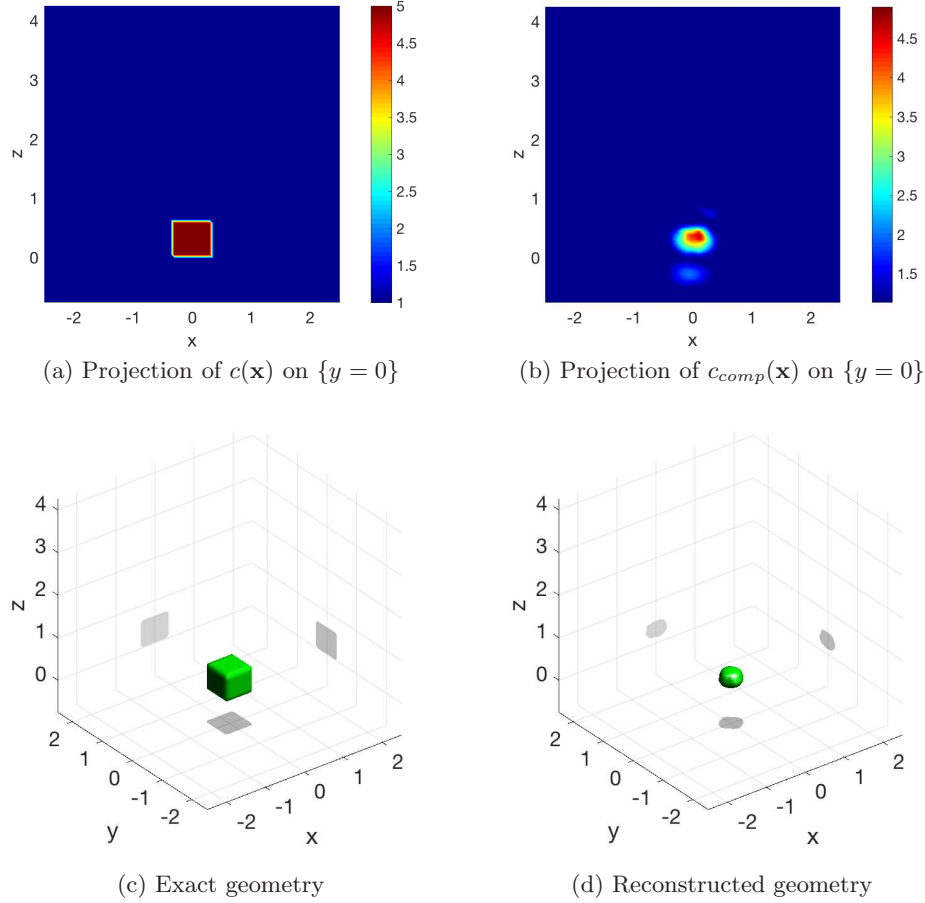 4
3
2
1
0
z
-2 -1 0 1 2
x
5
4.5
4
3.5
3
2.5
2
1.5
1
(a) Projection of c(x) on {y = 0}
4
3
2
1
0
z
-2 -1 0 1 2
x
4.5
4
3.5
3
2.5
2
1.5
(b) Projection of c_comp(x) on {y = 0}
4
3
2
1
0
z
2 1 0 -1 -2
y
-2 -1 0 1 2
x
(c) Exact geometry
4
3
2
1
0
z
2 1 0 -1 -2
y
-2 -1 0 1 2
x
(d) Reconstructed geometry